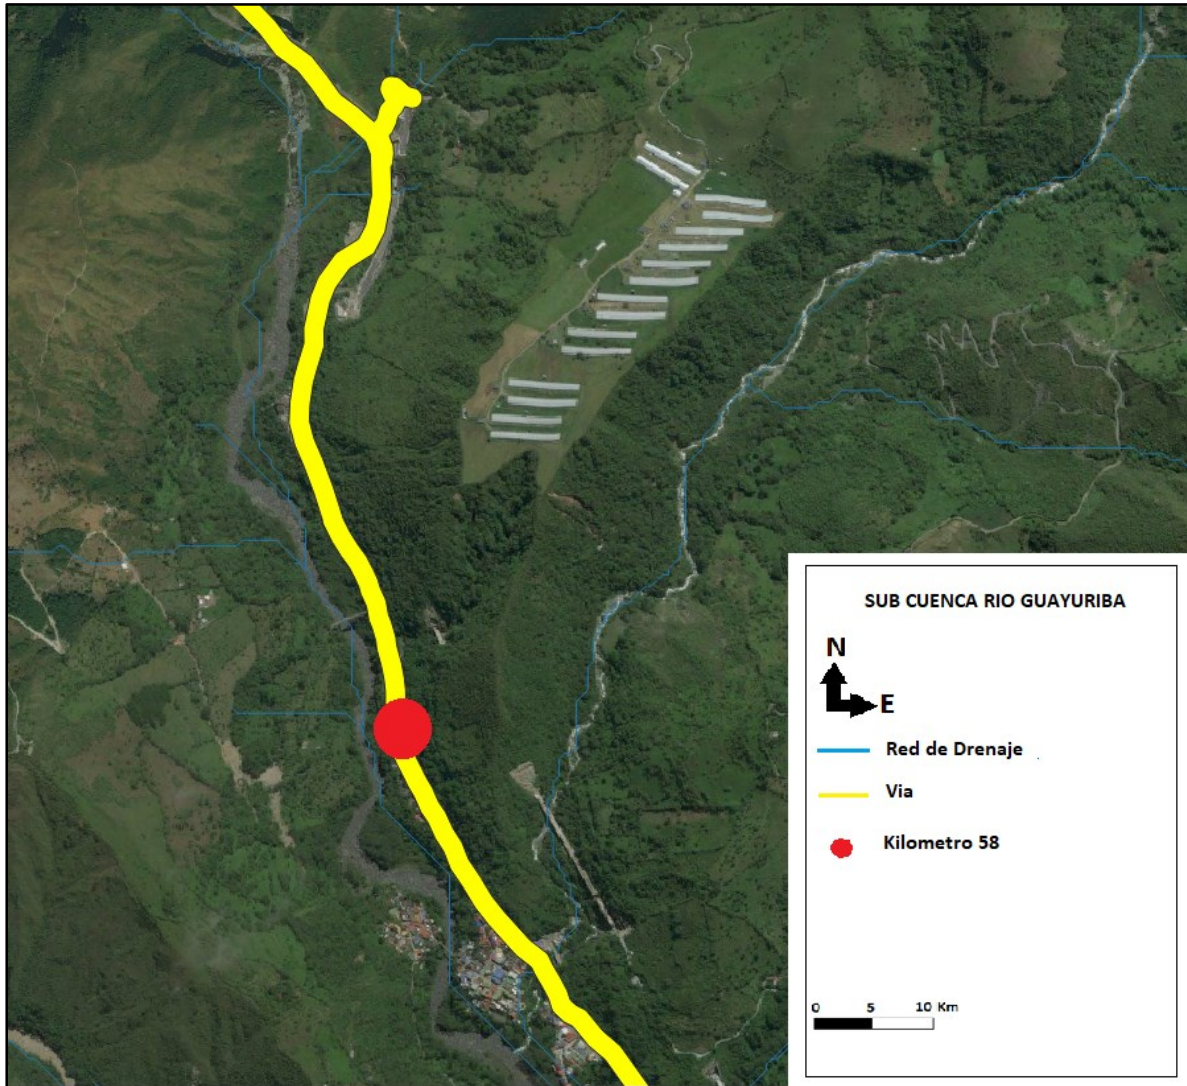 SUB CUENCA RIO GUAYURIBA
N
E
Red de Drenaje
Via
Kilometro 58
0 5 10 Km